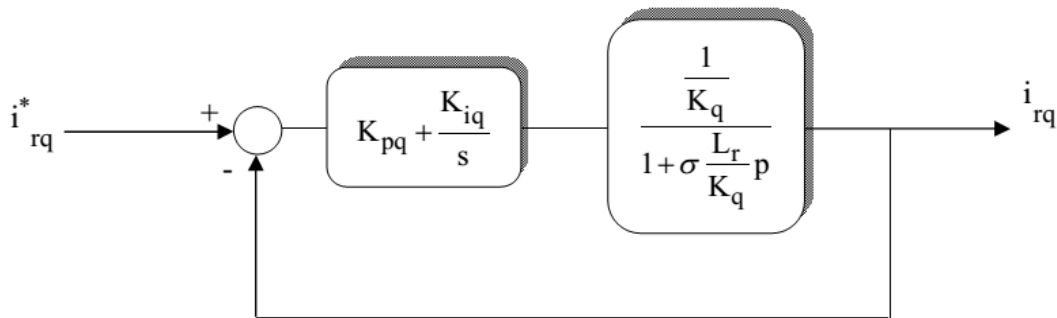 i*rq
+
-
Kpq + Kiq/s
1/Kq
1 + σ Lr/Kq p
irq